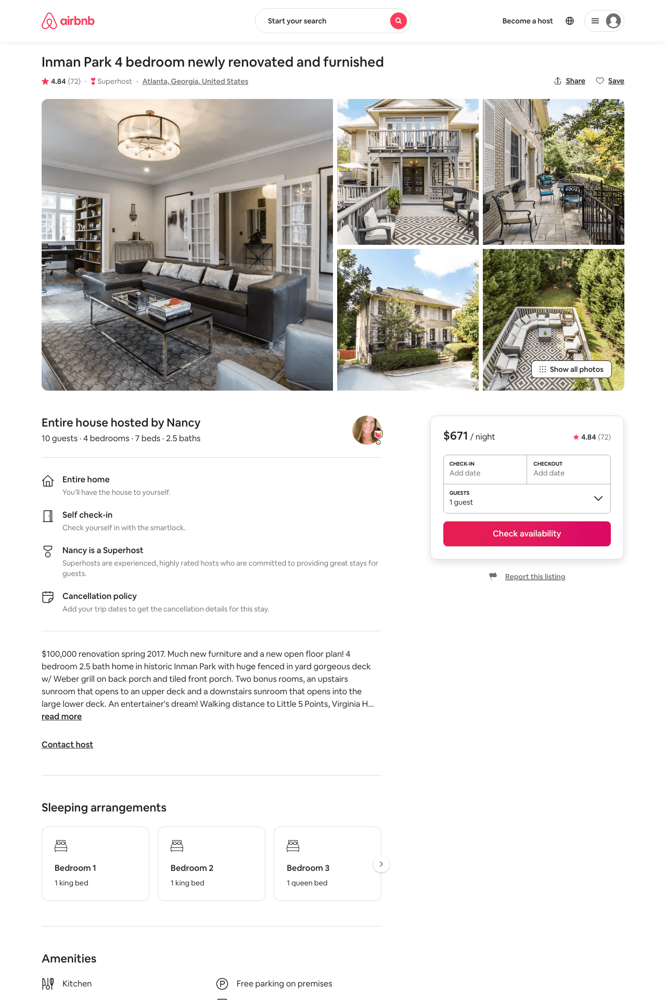 airbnb
Start your search
Become a host
Inman Park 4 bedroom newly renovated and furnished
4.84 (72) · Superhost · Atlanta, Georgia, United States
Share
Save
Show all photos
Entire house hosted by Nancy
10 guests · 4 bedrooms · 7 beds · 2.5 baths
$671 / night
4.84 (72)
CHECK-IN
Add date
CHECKOUT
Add date
GUESTS
1 guest
Check availability
Report this listing
Entire home
You’ll have the house to yourself.
Self check-in
Check yourself in with the smartlock.
Nancy is a Superhost
Superhosts are experienced, highly rated hosts who are committed to providing great stays for
guests.
Cancellation policy
Add your trip dates to get the cancellation details for this stay.
$100,000 renovation spring 2017. Much new furniture and a new open floor plan! 4
bedroom 2.5 bath home in historic Inman Park with huge fenced in yard gorgeous deck
w/ Weber grill on back porch and tiled front porch. Two bonus rooms, an upstairs
sunroom that opens to an upper deck and a downstairs sunroom that opens into the
large lower deck. An entertainer's dream! Walking distance to Little 5 Points, Virginia H...
read more
Contact host
Sleeping arrangements
Bedroom 1
1 king bed
Bedroom 2
1 king bed
Bedroom 3
1 queen bed
Amenities
Kitchen
Free parking on premises